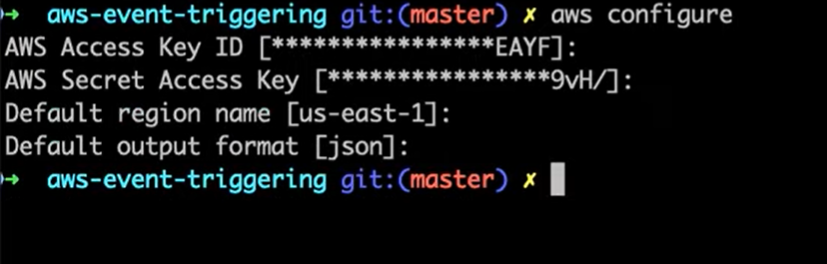 ➜ aws-event-triggering git:(master) ✗ aws configure
AWS Access Key ID [****************EAYF]:
AWS Secret Access Key [****************9vH/]:
Default region name [us-east-1]:
Default output format [json]:
➜ aws-event-triggering git:(master) ✗